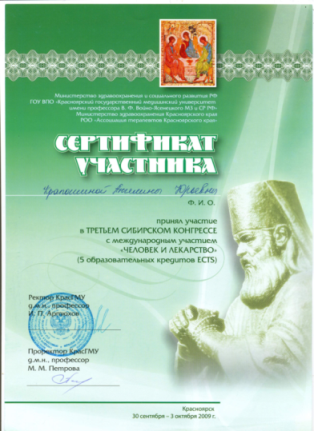 Министерство здравоохранения и социального развития РФ
ГОУ ВПО «Красноярский государственный медицинский университет
имени профессора В. Ф. Войно-Ясенецкого МЗ и СР РФ»
Министерство здравоохранения Красноярского края
РОО «Ассоциация терапевтов Красноярского края»
СЕРТИФИКАТ
УЧАСТНИКА
Ф. И. О.
принял участие
в ТРЕТЬЕМ СИБИРСКОМ КОНГРЕССЕ
с международным участием
«ЧЕЛОВЕК И ЛЕКАРСТВО»
(5 образовательных кредитов ECTS)
Ректор КрасГМУ
д.м.н., профессор
И. П. Артюхов
Проректор КрасГМУ
д.м.н., профессор
М. М. Петрова
Красноярск
30 сентября – 3 октября 2009 г.